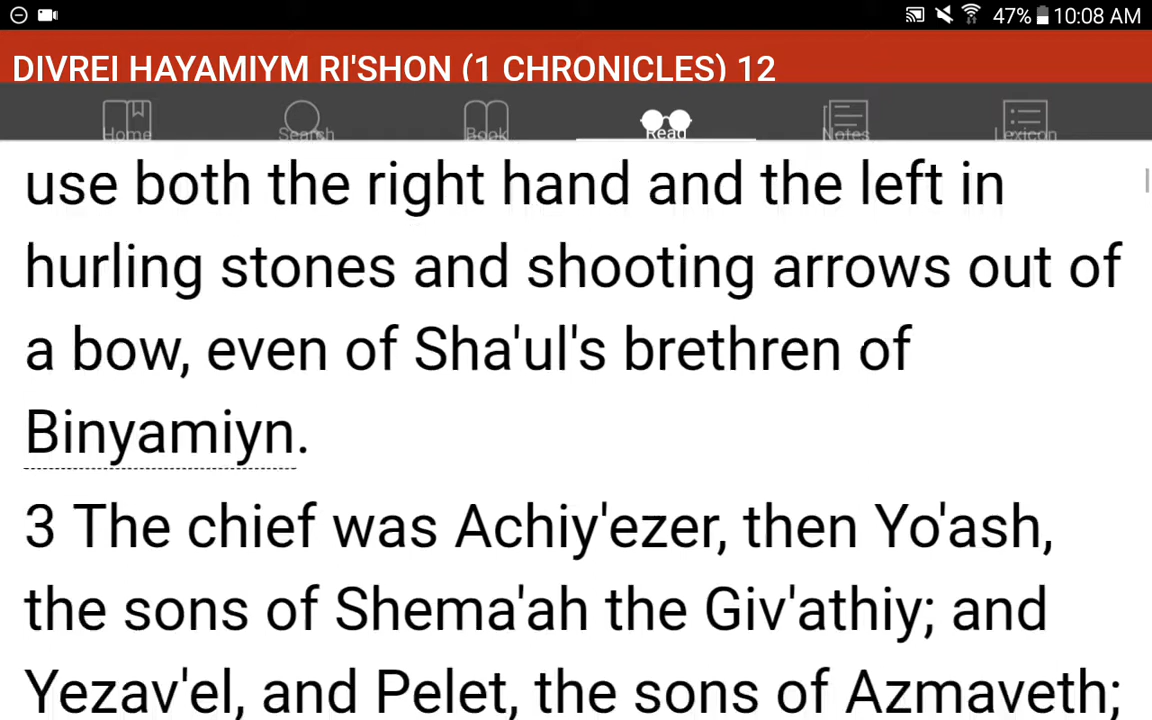 47% 10:08 AM
DIVREI HAYAMIYM RI'SHON (1 CHRONICLES) 12
Home Search Book Read Notes Lexicon
use both the right hand and the left in
hurling stones and shooting arrows out of
a bow, even of Sha'ul's brethren of
Binyamiyn.
3 The chief was Achiy'ezer, then Yo'ash,
the sons of Shema'ah the Giv'athiy; and
Yezav'el, and Pelet, the sons of Azmaveth;